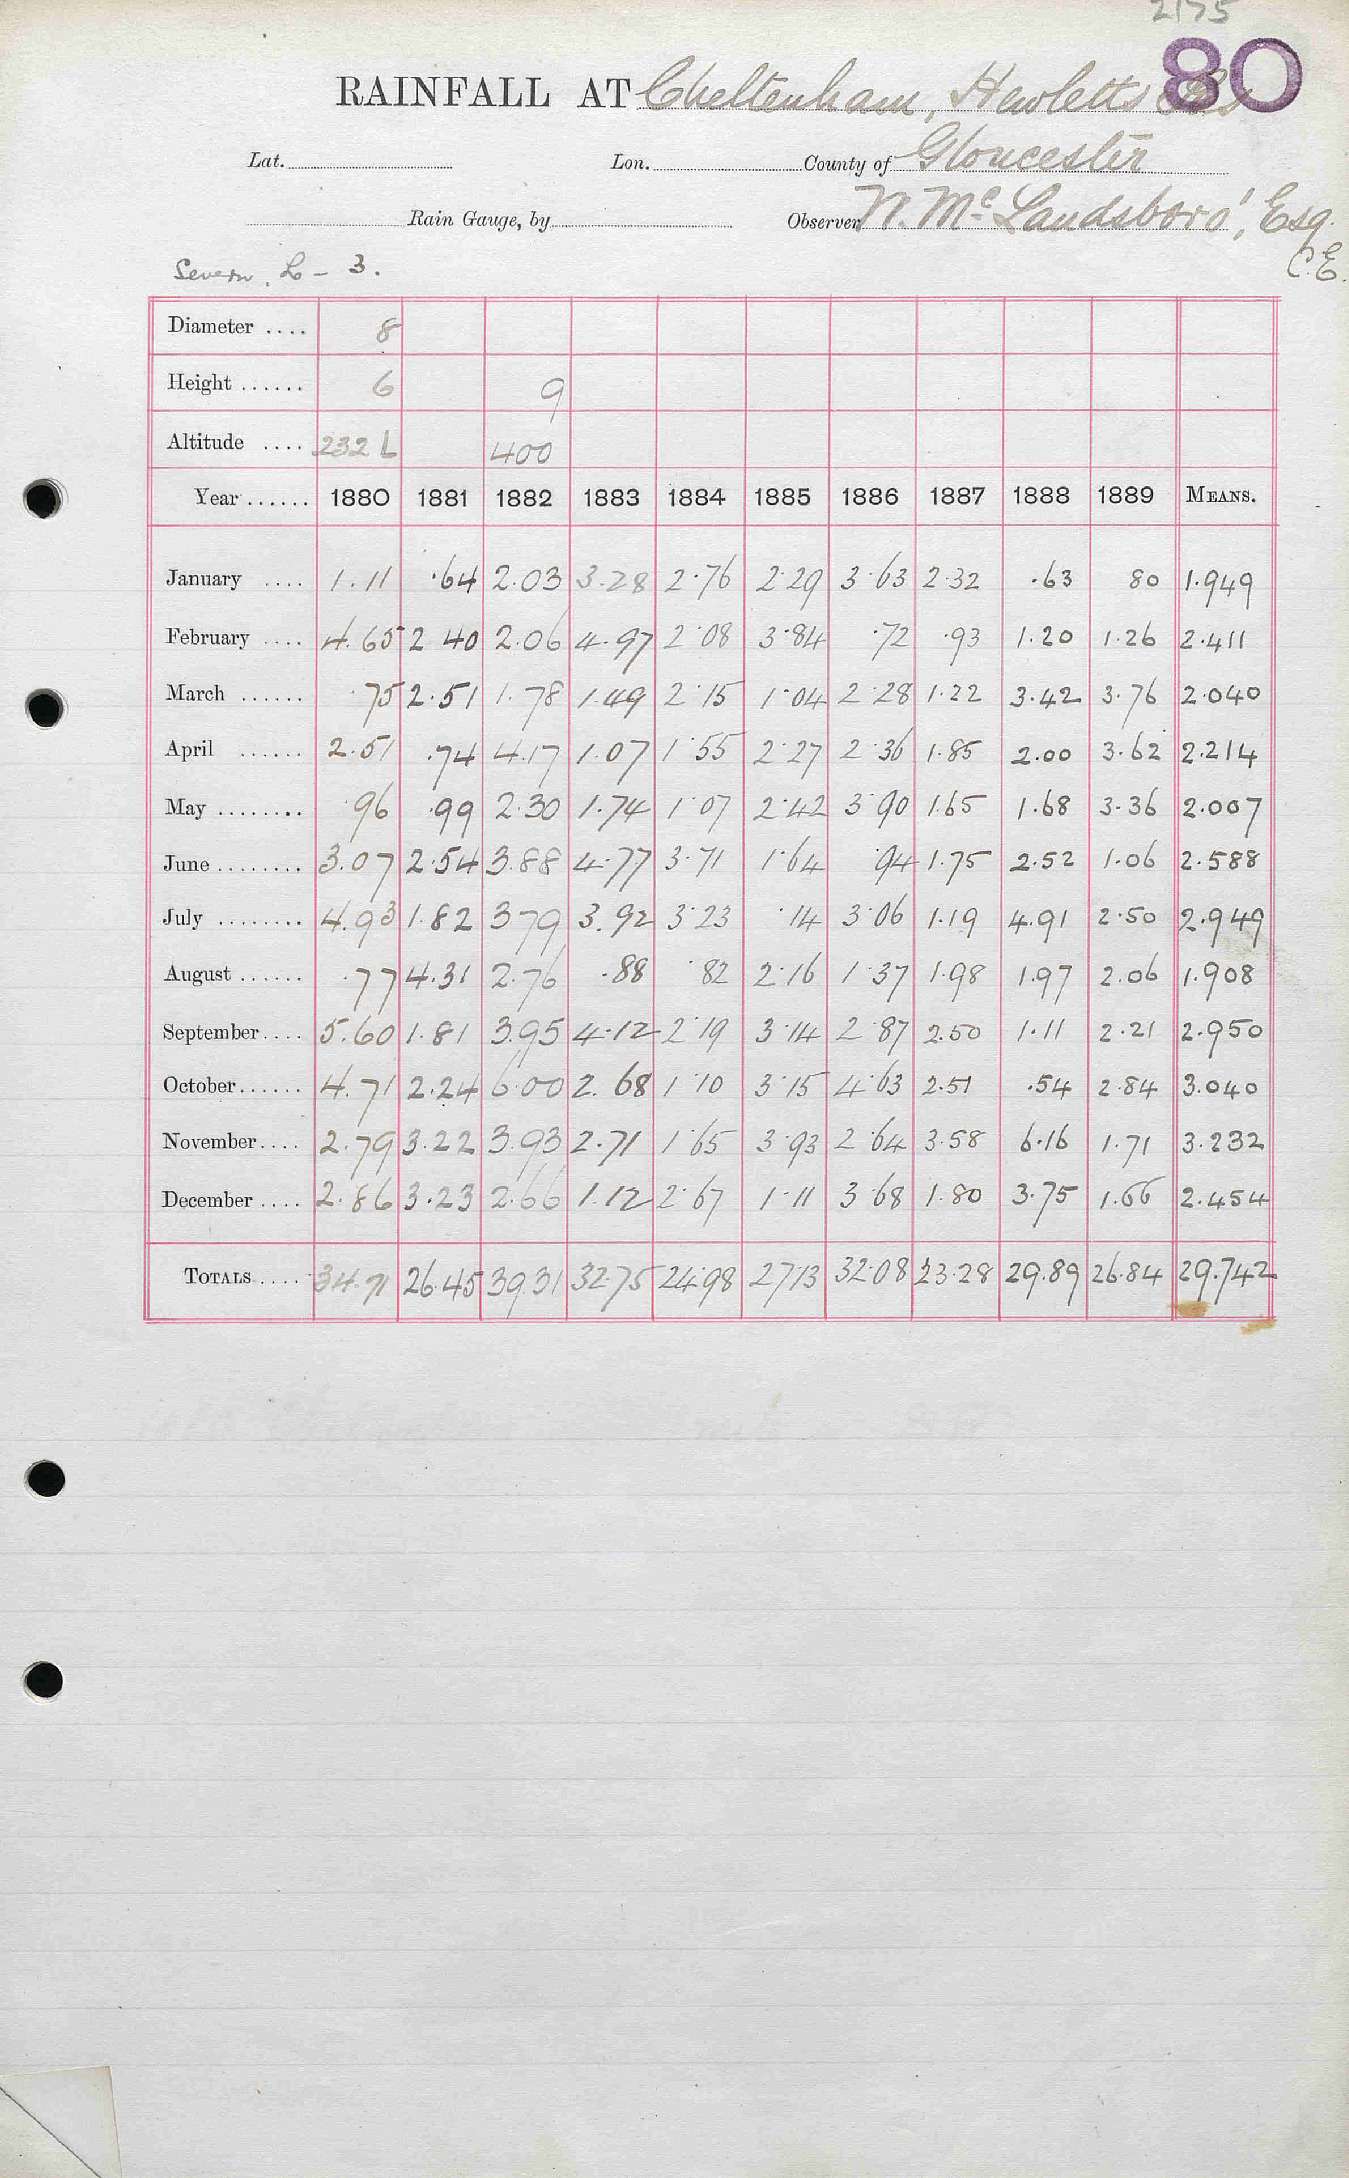 2175
80
RAINFALL AT Cheltenham, Hewletts Res
Lat. Lon. County of Gloucester
Rain Gauge, by Observer W. McLandsboro', Esq.
C.E.
Severn. L - 3.
Diameter .... 8
Height ...... 6 9
Altitude .... 232 L 400
Year ...... 1880 1881 1882 1883 1884 1885 1886 1887 1888 1889 MEANS.
January .... 1.11 .64 2.03 3.28 2.76 2.29 3.63 2.32 .63 80 1.949
February .... 4.65 2 40 2.06 4.97 2.08 3.84 .72 .93 1.20 1.26 2.411
March ...... .75 2.51 1.78 1.49 2.15 1.04 2.28 1.22 3.42 3.76 2.040
April ...... 2.51 .74 4.17 1.07 1.55 2.27 2.36 1.85 2.00 3.62 2.214
May ........ .96 .99 2.30 1.74 1.07 2.42 3.90 1.65 1.68 3.36 2.007
June ........ 3.07 2.54 3.88 4.77 3.71 1.64 .94 1.75 2.52 1.06 2.588
July ........ 4.93 1.82 3 79 3.92 3.23 .14 3.06 1.19 4.91 2.50 2.949
August ...... .77 4.31 2.76 .88 .82 2.16 1.37 1.98 1.97 2.06 1.908
September .... 5.60 1.81 3.95 4.12 2.19 3.14 2.87 2.50 1.11 2.21 2.950
October ...... 4.71 2.24 6.00 2.68 1.10 3.15 4.63 2.51 .54 2.84 3.040
November .... 2.79 3.22 3.93 2.71 1.65 3.93 2.64 3.58 6.16 1.71 3.232
December .... 2.86 3.23 2.66 1.12 2.67 1.11 3.68 1.80 3.75 1.66 2.454
TOTALS .... 34.71 26.45 39.31 32.75 24.98 27.13 32.08 23.28 29.89 26.84 29.742